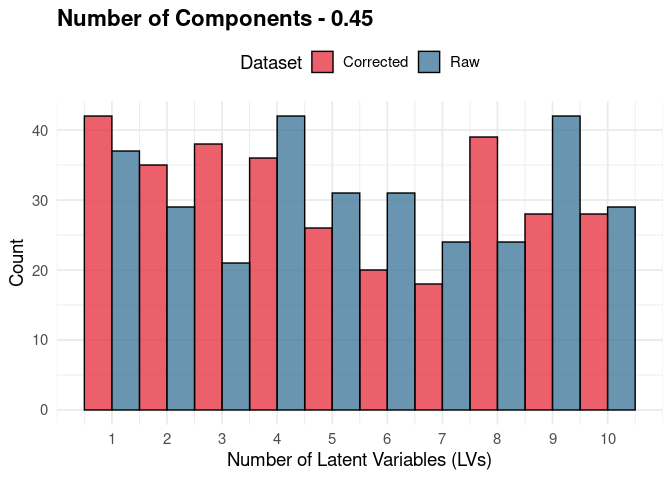 Number of Components - 0.45
Dataset Corrected Raw
Count
40
30
20
10
0
1 2 3 4 5 6 7 8 9 10
Number of Latent Variables (LVs)